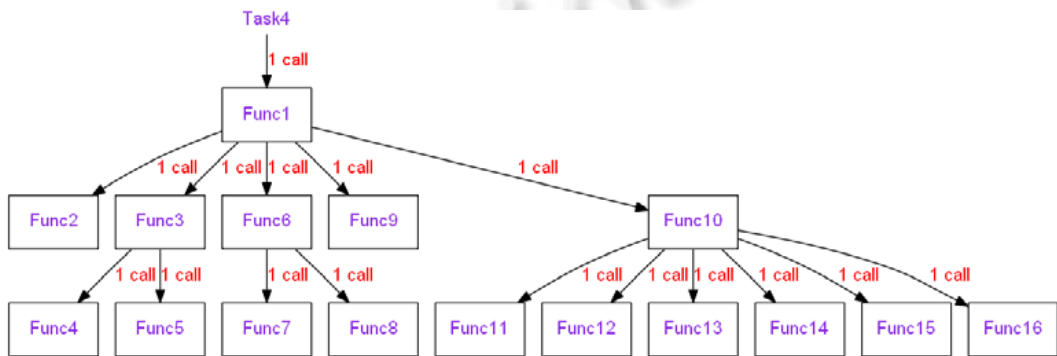 Task4
1 call
Func1
1 call 1 call 1 call 1 call 1 call
Func2 Func3 Func6 Func9 Func10
1 call 1 call 1 call 1 call 1 call 1 call 1 call 1 call 1 call 1 call
Func4 Func5 Func7 Func8 Func11 Func12 Func13 Func14 Func15 Func16